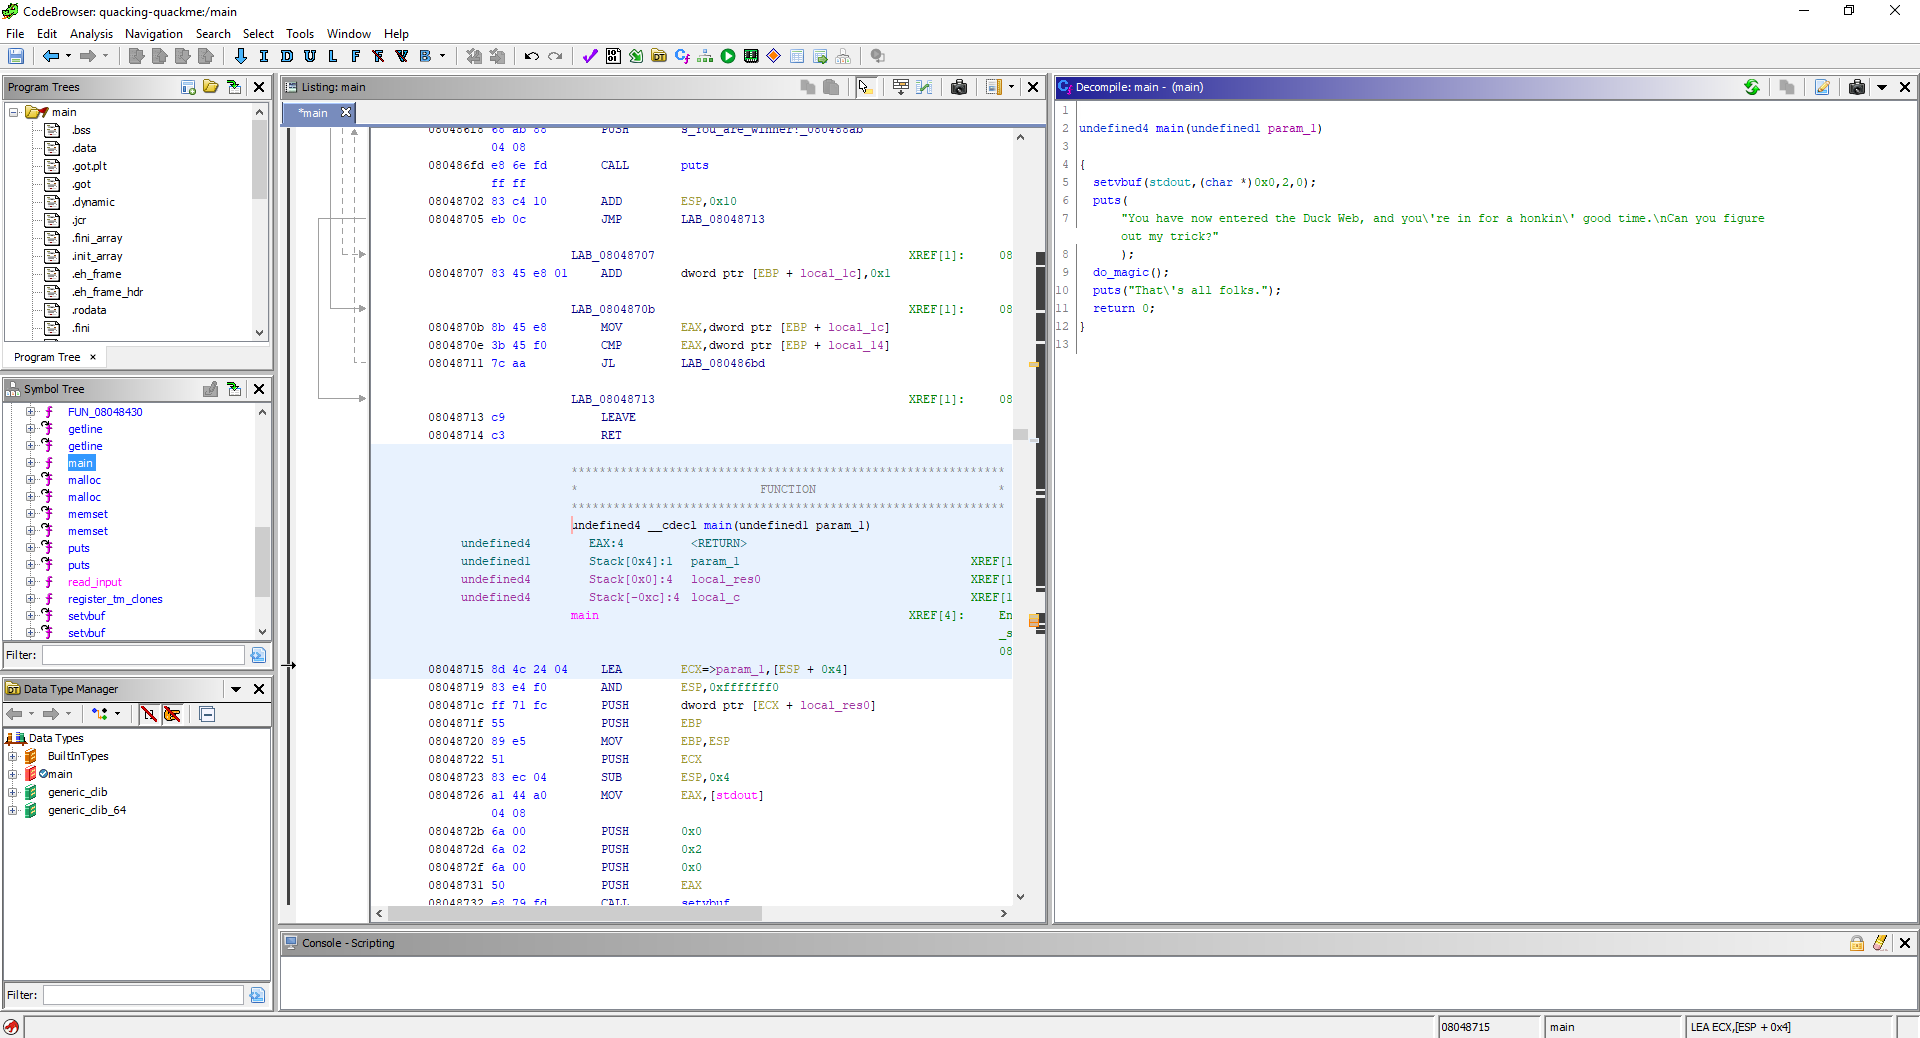 CodeBrowser: quacking-quackme:/main
File Edit Analysis Navigation Search Select Tools Window Help
I D U L F R V B
Program Trees
main
.bss
.data
.got.plt
.got
.dynamic
.jcr
.fini_array
.init_array
.eh_frame
.eh_frame_hdr
.rodata
.fini
Program Tree ×
Symbol Tree
FUN_08048430
getline
getline
main
malloc
malloc
memset
memset
puts
puts
read_input
register_tm_clones
setvbuf
setvbuf
Filter:
Data Type Manager
Data Types
BuiltInTypes
main
generic_clib
generic_clib_64
Filter:
Listing: main
*main
080486f8 68 ab 88 PUSH s_You_are_winner!_080488ab
04 08
080486fd e8 6e fd CALL puts
ff ff
08048702 83 c4 10 ADD ESP,0x10
08048705 eb 0c JMP LAB_08048713
LAB_08048707 XREF[1]: 08
08048707 83 45 e8 01 ADD dword ptr [EBP + local_1c],0x1
LAB_0804870b XREF[1]: 08
0804870b 8b 45 e8 MOV EAX,dword ptr [EBP + local_1c]
0804870e 3b 45 f0 CMP EAX,dword ptr [EBP + local_14]
08048711 7c aa JL LAB_080486bd
LAB_08048713 XREF[1]: 08
08048713 c9 LEAVE
08048714 c3 RET
**************************************************************
* FUNCTION *
**************************************************************
undefined4 __cdecl main(undefined1 param_1)
undefined4 EAX:4 <RETURN>
undefined1 Stack[0x4]:1 param_1 XREF[1
undefined4 Stack[0x0]:4 local_res0 XREF[1
undefined4 Stack[-0xc]:4 local_c XREF[1
main XREF[4]: En
_s
08
08048715 8d 4c 24 04 LEA ECX=>param_1,[ESP + 0x4]
08048719 83 e4 f0 AND ESP,0xfffffff0
0804871c ff 71 fc PUSH dword ptr [ECX + local_res0]
0804871f 55 PUSH EBP
08048720 89 e5 MOV EBP,ESP
08048722 51 PUSH ECX
08048723 83 ec 04 SUB ESP,0x4
08048726 a1 44 a0 MOV EAX,[stdout]
04 08
0804872b 6a 00 PUSH 0x0
0804872d 6a 02 PUSH 0x2
0804872f 6a 00 PUSH 0x0
08048731 50 PUSH EAX
08048732 e8 79 fd CALL setvbuf
Decompile: main - (main)
1
2 undefined4 main(undefined1 param_1)
3
4 {
5 setvbuf(stdout,(char *)0x0,2,0);
6 puts(
7 "You have now entered the Duck Web, and you\'re in for a honkin\' good time.\nCan you figure
out my trick?"
8 );
9 do_magic();
10 puts("That\'s all folks.");
11 return 0;
12 }
13
Console - Scripting
08048715 main LEA ECX,[ESP + 0x4]